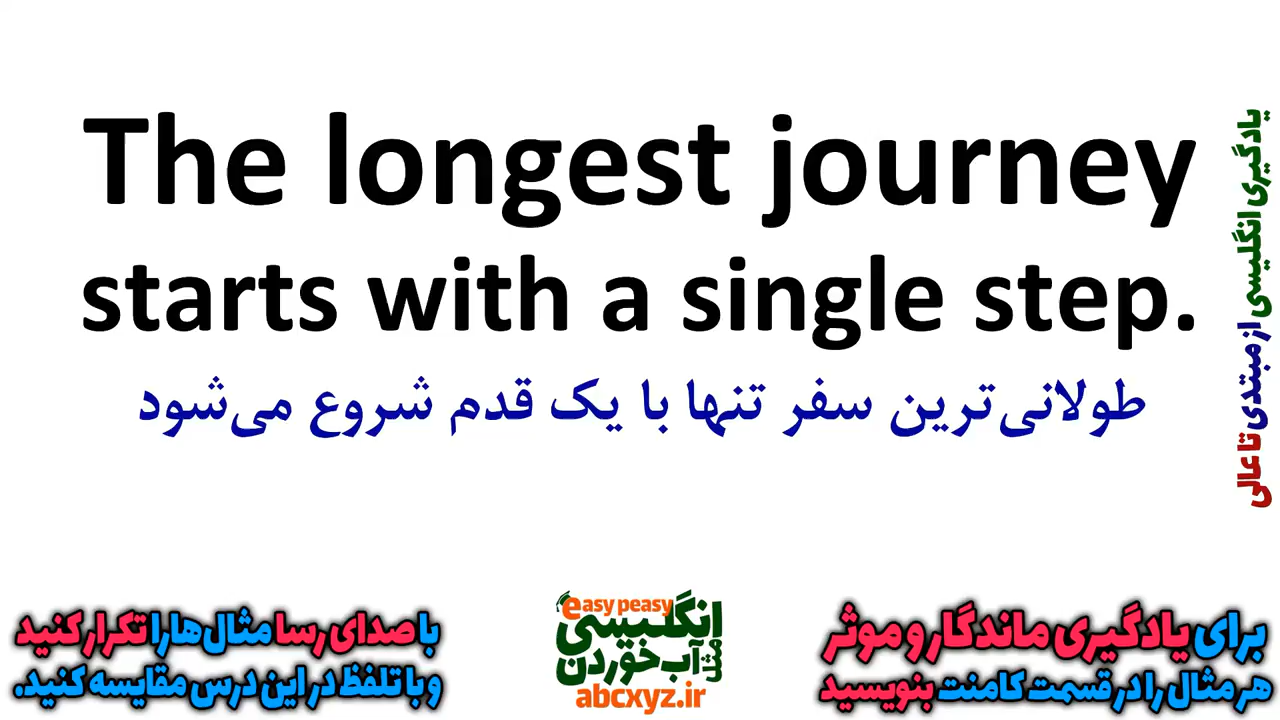 The longest journey
starts with a single step.
طولانی‌ترین سفر تنها با یک قدم شروع می‌شود
یادگیری انگلیسی از مبتدی تا عالی
با صدای رسا مثال‌ها را تکرار کنید
و با تلفظ در این درس مقایسه کنید.
easy peasy
انگلیسی
مثل آب خوردن
abcxyz.ir
برای یادگیری ماندگار و موثر
هر مثال را در قسمت کامنت بنویسید